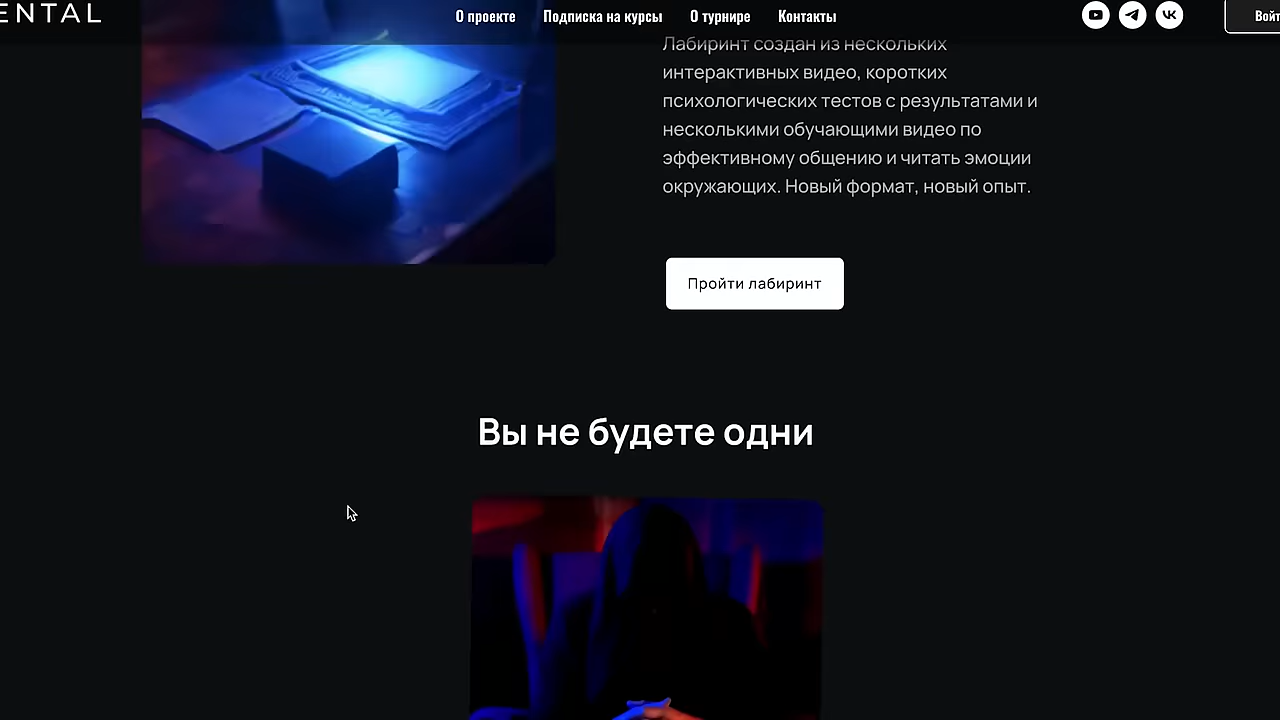 ENTAL
О проекте
Подписка на курсы
О турнире
Контакты
Войт
Лабиринт создан из нескольких
интерактивных видео, коротких
психологических тестов с результатами и
несколькими обучающими видео по
эффективному общению и читать эмоции
окружающих. Новый формат, новый опыт.
Пройти лабиринт
Вы не будете одни